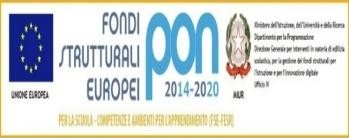 FONDI
STRUTTURALI
EUROPEI
pon
2014-2020
UNIONE EUROPEA
MIUR
Ministero dell'Istruzione, dell'Università e della Ricerca
Dipartimento per la Programmazione
Direzione Generale per interventi in materia di edilizia
scolastica, per la gestione dei fondi strutturali per
l'istruzione e per l'innovazione digitale
Ufficio IV
PER LA SCUOLA - COMPETENZE E AMBIENTI PER L'APPRENDIMENTO (FSE-FESR)